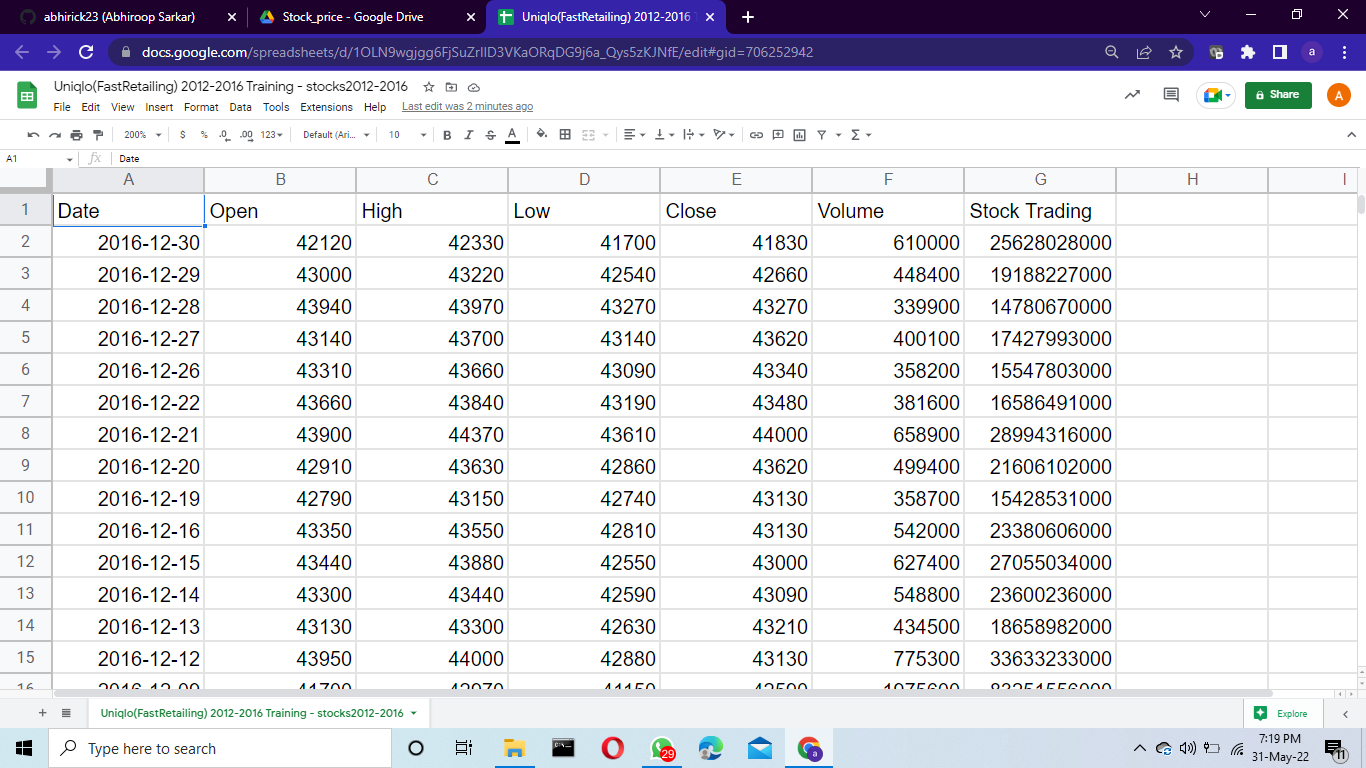 abhirick23 (Abhiroop Sarkar)
Stock_price - Google Drive
Uniqlo(FastRetailing) 2012-2016
docs.google.com/spreadsheets/d/1OLN9wgjgg6FjSuZrIlD3VKaORqDG9j6a_Qys5zKJNfE/edit#gid=706252942
a
Uniqlo(FastRetailing) 2012-2016 Training - stocks2012-2016
File Edit View Insert Format Data Tools Extensions Help Last edit was 2 minutes ago
Share
A
200% $ % .0 .00 123 Default (Ari... 10 B I S A
A1 fx Date
A B C D E F G H I
1 Date Open High Low Close Volume Stock Trading
2 2016-12-30 42120 42330 41700 41830 610000 25628028000
3 2016-12-29 43000 43220 42540 42660 448400 19188227000
4 2016-12-28 43940 43970 43270 43270 339900 14780670000
5 2016-12-27 43140 43700 43140 43620 400100 17427993000
6 2016-12-26 43310 43660 43090 43340 358200 15547803000
7 2016-12-22 43660 43840 43190 43480 381600 16586491000
8 2016-12-21 43900 44370 43610 44000 658900 28994316000
9 2016-12-20 42910 43630 42860 43620 499400 21606102000
10 2016-12-19 42790 43150 42740 43130 358700 15428531000
11 2016-12-16 43350 43550 42810 43130 542000 23380606000
12 2016-12-15 43440 43880 42550 43000 627400 27055034000
13 2016-12-14 43300 43440 42590 43090 548800 23600236000
14 2016-12-13 43130 43300 42630 43210 434500 18658982000
15 2016-12-12 43950 44000 42880 43130 775300 33633233000
Uniqlo(FastRetailing) 2012-2016 Training - stocks2012-2016
Explore
Type here to search
29
a
7:19 PM
31-May-22
11